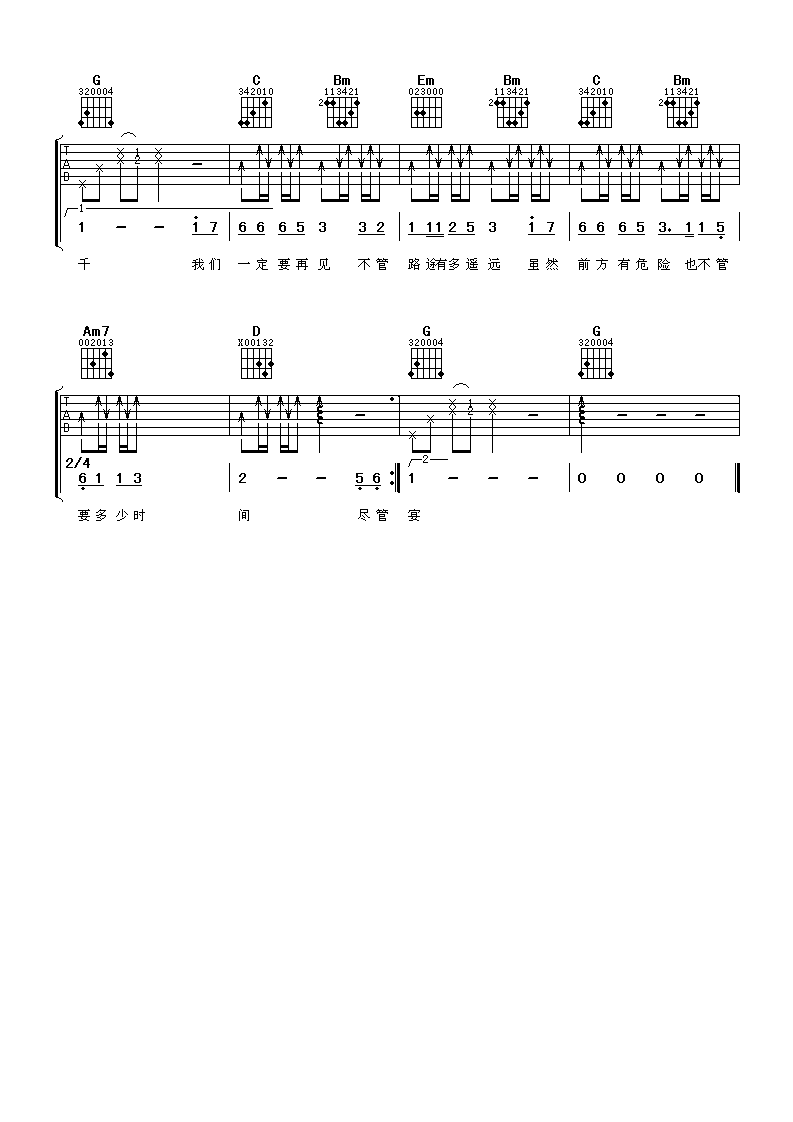 G C Bm Em Bm C Bm
320004 342010 113421 023000 113421 342010 113421
2 2 2
T A B
1
1 - - 1 7 6 6 6 5 3 3 2 1 1 1 2 5 3 1 7 6 6 6 5 3. 1 1 5
千 我们 一定要再见 不管 路途有多遥远 虽然 前方有危险 也不管
Am7 D G G
002013 X00132 320004 320004
T A B
2/4 2
6 1 1 3 2 - - 5 6 1 - - - 0 0 0 0
要多少时 间 尽管 宴